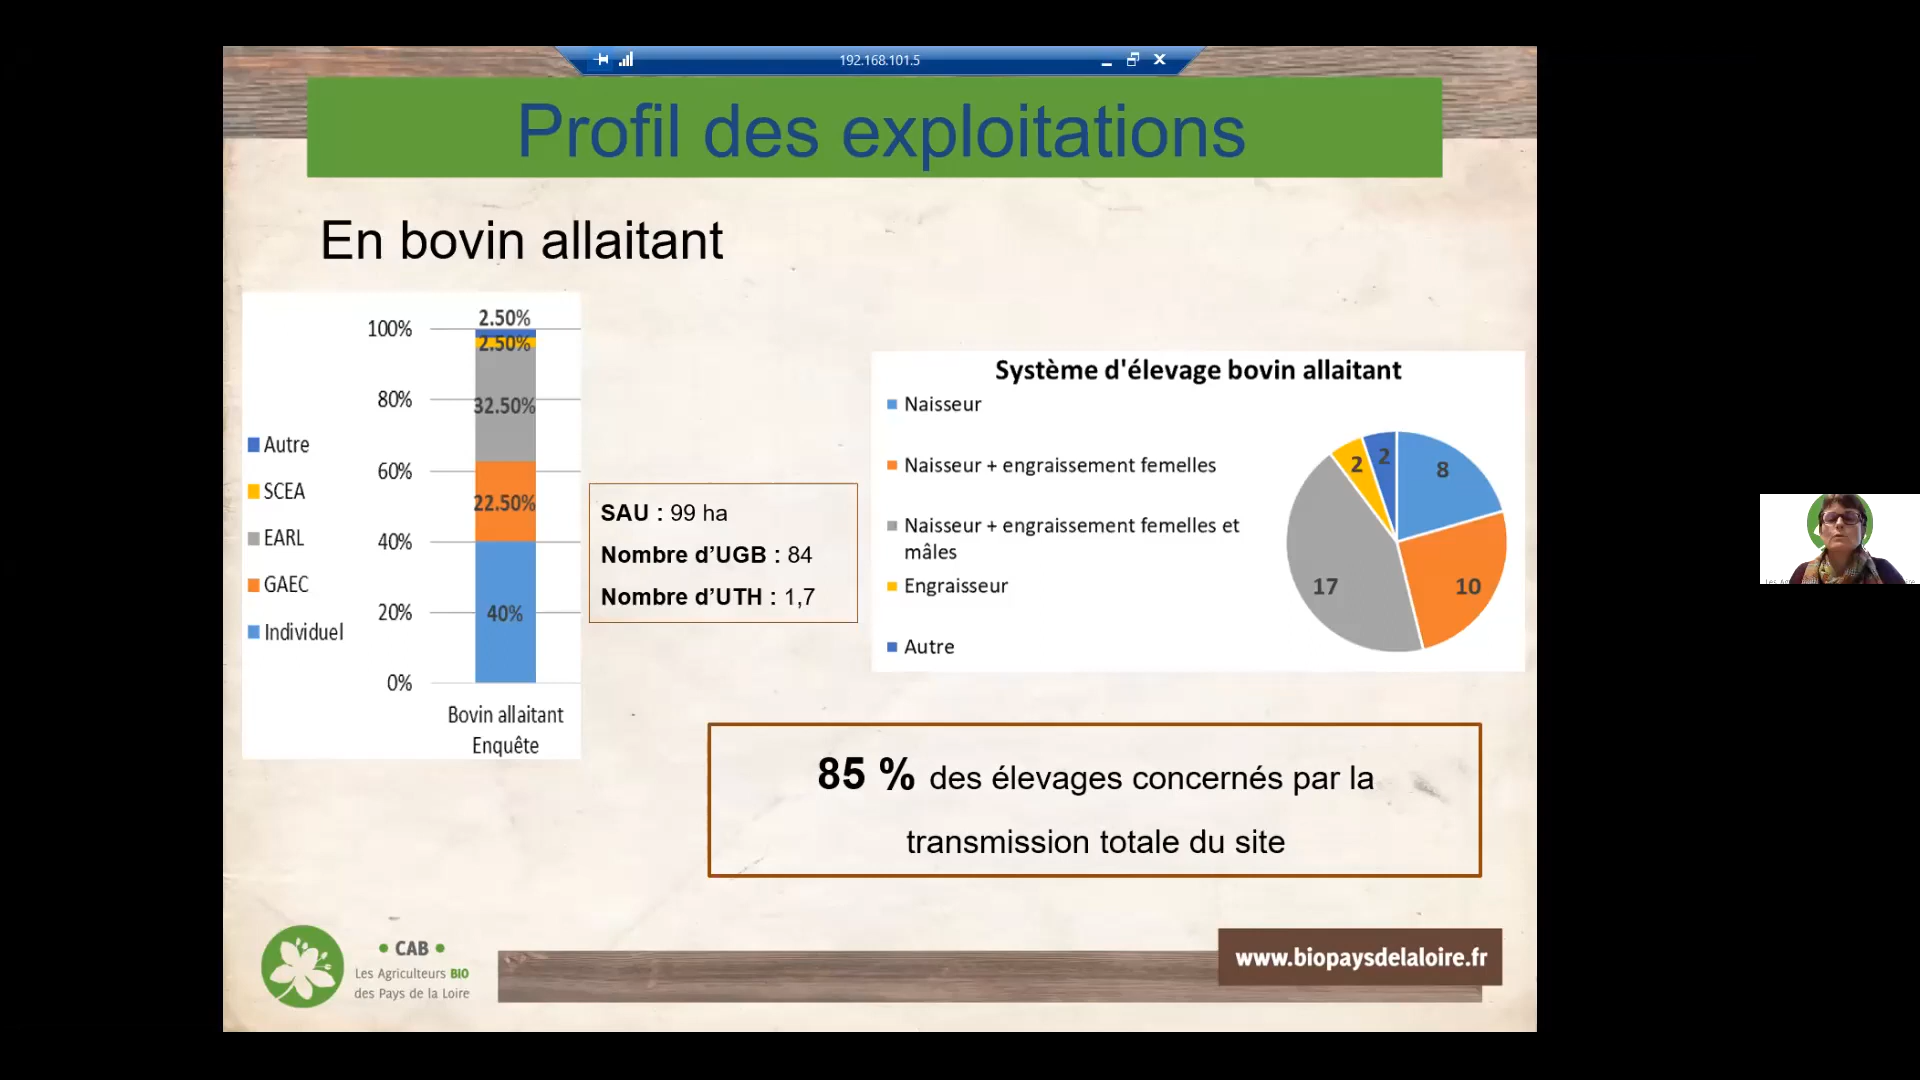 192.168.101.5
Profil des exploitations
En bovin allaitant
2.50%
100%
2.50%
80%
32.50%
60%
22.50%
40%
20%
40%
0%
Autre
SCEA
EARL
GAEC
Individuel
Bovin allaitant
Enquête
SAU : 99 ha
Nombre d’UGB : 84
Nombre d’UTH : 1,7
Système d'élevage bovin allaitant
Naisseur
Naisseur + engraissement femelles
Naisseur + engraissement femelles et
mâles
Engraisseur
Autre
2
2
8
17
10
85 % des élevages concernés par la
transmission totale du site
• CAB •
Les Agriculteurs BIO
des Pays de la Loire
www.biopaysdelaloire.fr